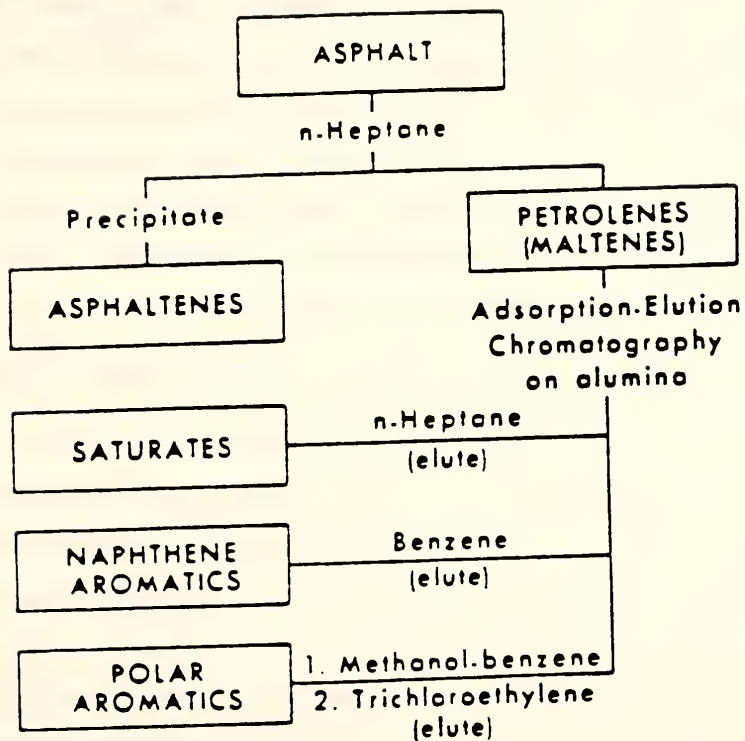 ASPHALT
n-Heptane
Precipitate
PETROLENES
(MALTENES)
ASPHALTENES
Adsorption-Elution
Chromatography
on alumina
SATURATES
n-Heptane
(elute)
NAPHTHENE
AROMATICS
Benzene
(elute)
POLAR
AROMATICS
1. Methanol-benzene
2. Trichloroethylene
(elute)